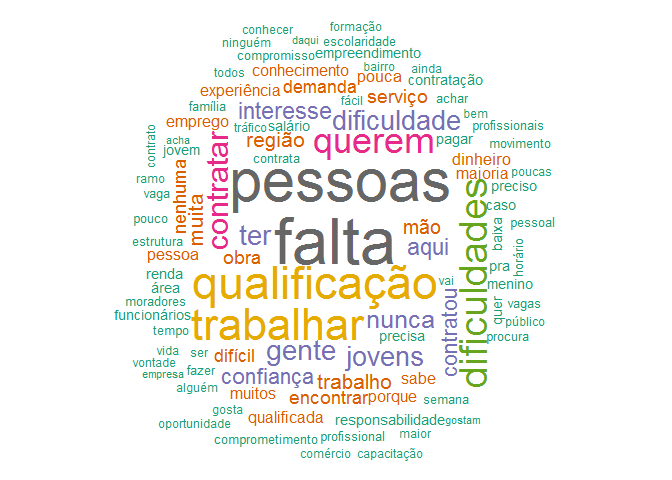 formação
conhecer
daqui
ninguém
escolaridade
compromisso
empreendimento
todos
conhecimento
bairro
ainda
pouca
contratação
experiência
demanda
família
interesse
fácil
serviço
achar
emprego
tráfico
salário
dificuldade
bem
profissionais
contrato
acha
jovem
região
querem
pagar
movimento
contrata
dinheiro
ramo
nenhuma
muita
contratar
pessoas
maioria
poucas
vaga
preciso
pouco
ter
falta
mão
dificuldades
caso
baixa
pessoal
estrutura
pessoa
obra
aqui
pra
horário
renda
área
qualificação
vai
menino
moradores
contratou
quer
vagas
funcionários
trabalhar
nunca
público
tempo
precisa
procura
vida
ser
difícil
gente
jovens
vontade
empresa
fazer
confiança
trabalho
sabe
alguém
muitos
encontrar
porque
semana
gosta
qualificada
responsabilidade
gostam
oportunidade
comprometimento
profissional
maior
comércio
capacitação